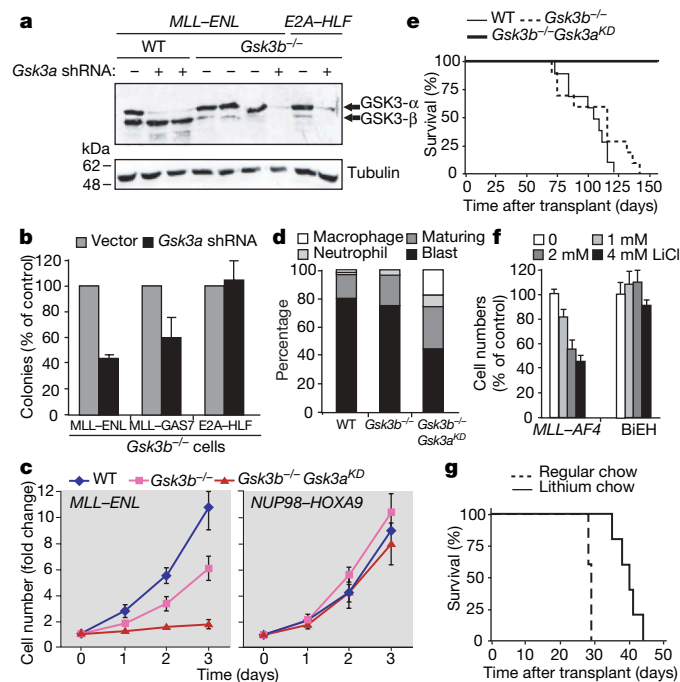 a
MLL–ENL E2A–HLF
WT Gsk3b–/–
Gsk3a shRNA – + + – – – + – +
GSK3-α
GSK3-β
kDa
62
48
Tubulin
b
Vector Gsk3a shRNA
Colonies (% of control)
120
100
80
60
40
20
0
MLL–ENL MLL–GAS7 E2A–HLF
Gsk3b–/– cells
c
WT Gsk3b–/– Gsk3b–/– Gsk3aKD
Cell number (fold change)
12
10
8
6
4
2
0
MLL–ENL NUP98–HOXA9
0 1 2 3 0 1 2 3
Time (days)
d
Macrophage Maturing
Neutrophil Blast
Percentage
100
80
60
40
20
0
WT Gsk3b–/– Gsk3b–/–
Gsk3aKD
e
WT Gsk3b–/–
Gsk3b–/–Gsk3aKD
Survival (%)
100
75
50
25
0
0 25 50 75 100 125 150
Time after transplant (days)
f
0 1 mM
2 mM 4 mM LiCl
Cell numbers
(% of control)
120
100
80
60
40
20
0
MLL–AF4 BiEH
g
Regular chow
Lithium chow
Survival (%)
100
75
50
25
0
0 10 20 30 40 50
Time after transplant (days)